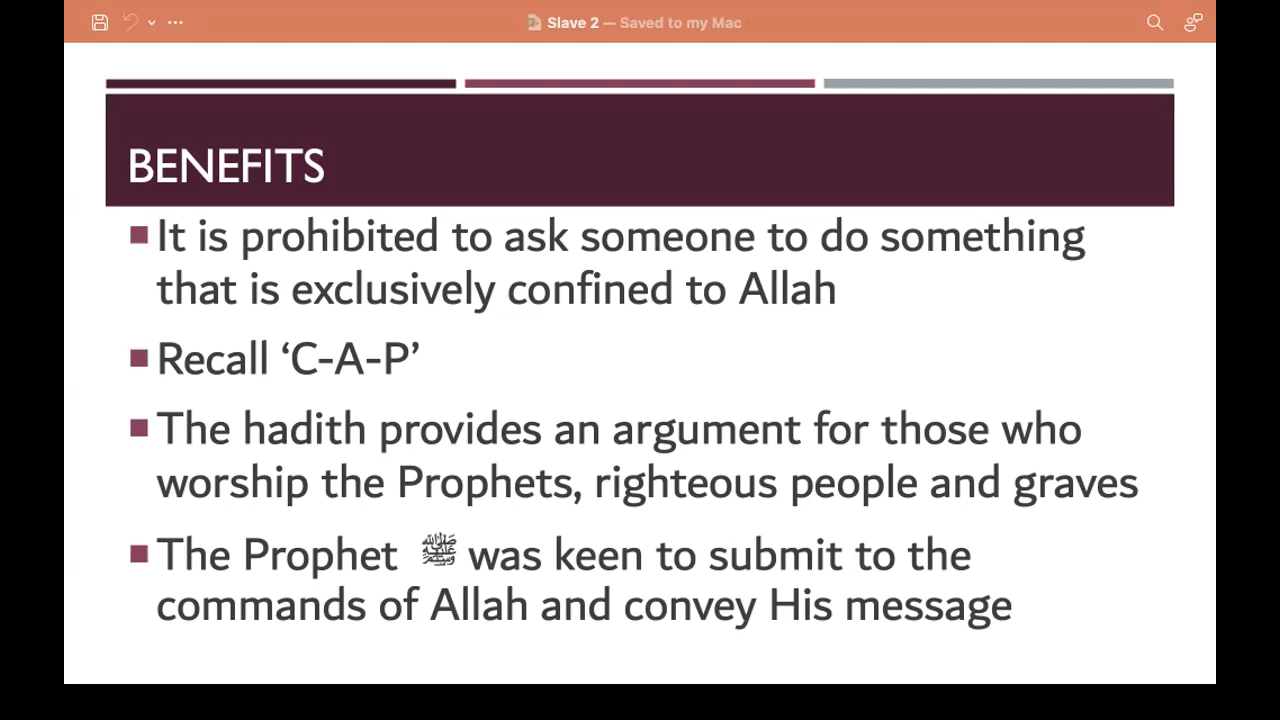 Slave 2 — Saved to my Mac
BENEFITS
It is prohibited to ask someone to do something
that is exclusively confined to Allah
Recall ‘C-A-P’
The hadith provides an argument for those who
worship the Prophets, righteous people and graves
The Prophet ﷺ was keen to submit to the
commands of Allah and convey His message